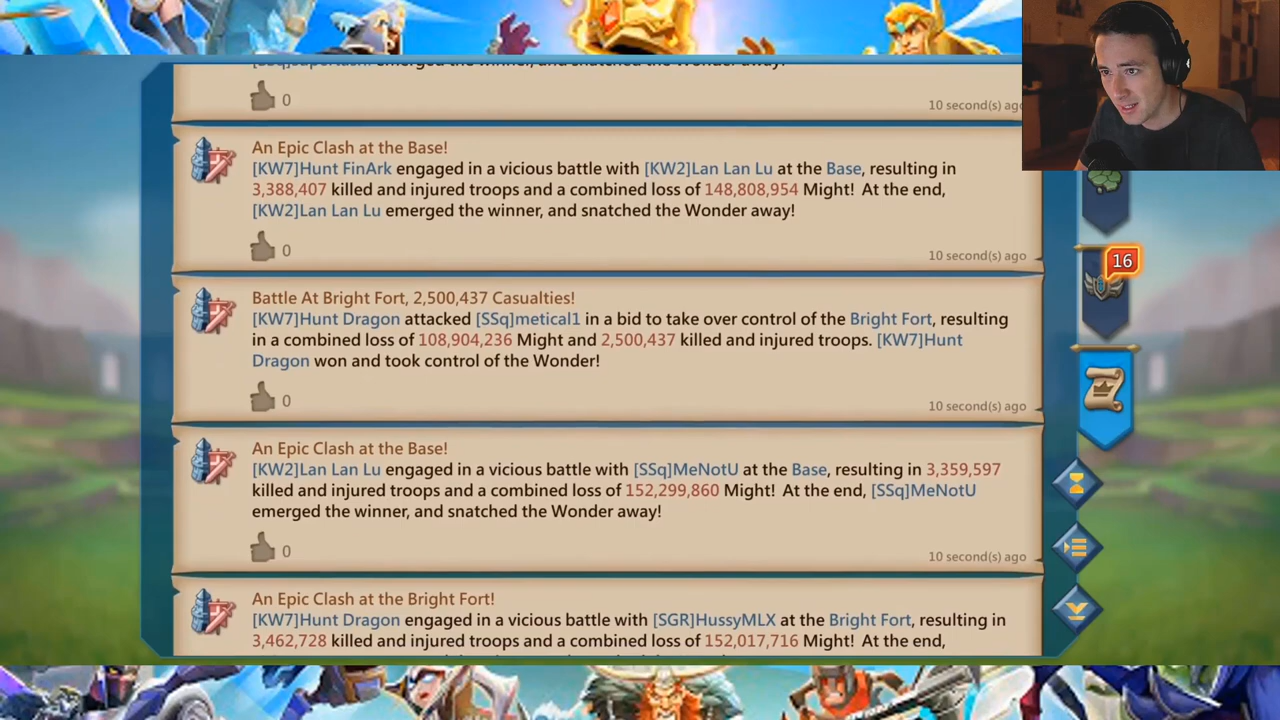 emerged the winner, and snatched the Wonder away!
0
10 second(s) ago
An Epic Clash at the Base!
[KW7]Hunt FinArk engaged in a vicious battle with [KW2]Lan Lan Lu at the Base, resulting in
3,388,407 killed and injured troops and a combined loss of 148,808,954 Might! At the end,
[KW2]Lan Lan Lu emerged the winner, and snatched the Wonder away!
0
10 second(s) ago
16
Battle At Bright Fort, 2,500,437 Casualties!
[KW7]Hunt Dragon attacked [SSq]metical1 in a bid to take over control of the Bright Fort, resulting
in a combined loss of 108,904,236 Might and 2,500,437 killed and injured troops. [KW7]Hunt
Dragon won and took control of the Wonder!
0
10 second(s) ago
An Epic Clash at the Base!
[KW2]Lan Lan Lu engaged in a vicious battle with [SSq]MeNotU at the Base, resulting in 3,359,597
killed and injured troops and a combined loss of 152,299,860 Might! At the end, [SSq]MeNotU
emerged the winner, and snatched the Wonder away!
0
10 second(s) ago
An Epic Clash at the Bright Fort!
[KW7]Hunt Dragon engaged in a vicious battle with [SGR]HussyMLX at the Bright Fort, resulting in
3,462,728 killed and injured troops and a combined loss of 152,017,716 Might! At the end,